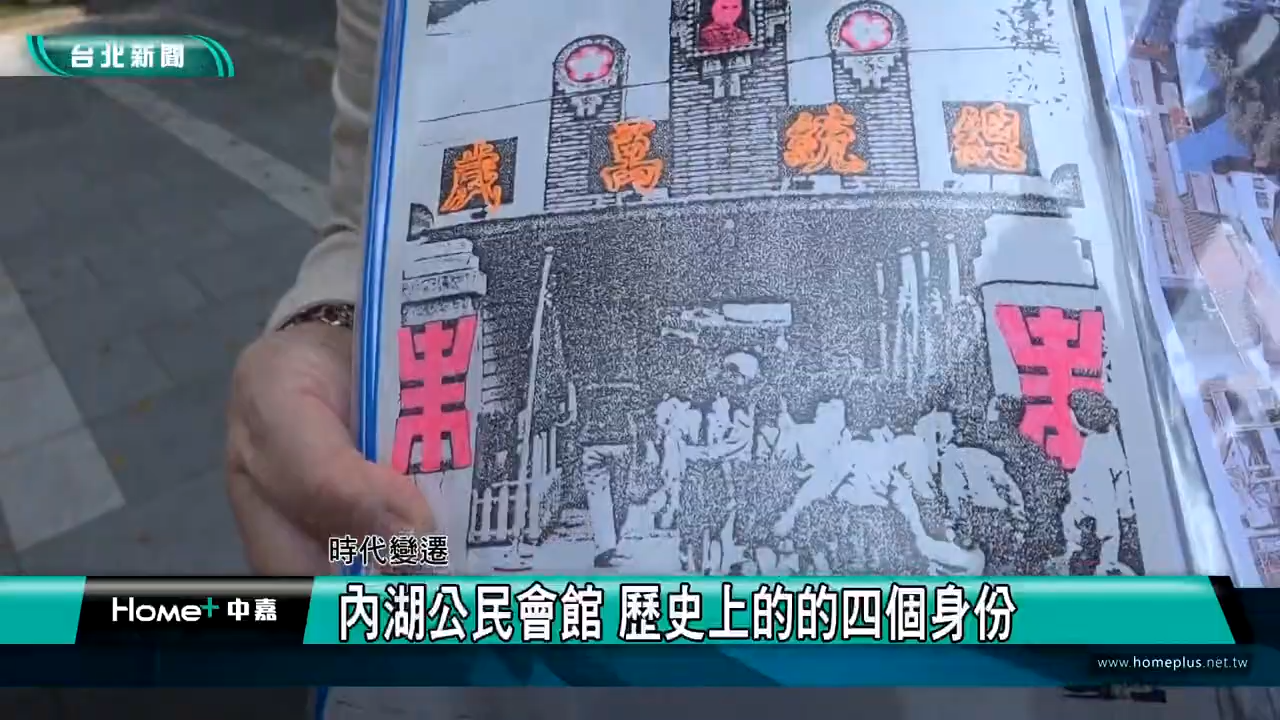 台北新聞
歲萬統總
時代變遷
Home+中嘉
內湖公民會館 歷史上的的四個身份
www.homeplus.net.tw